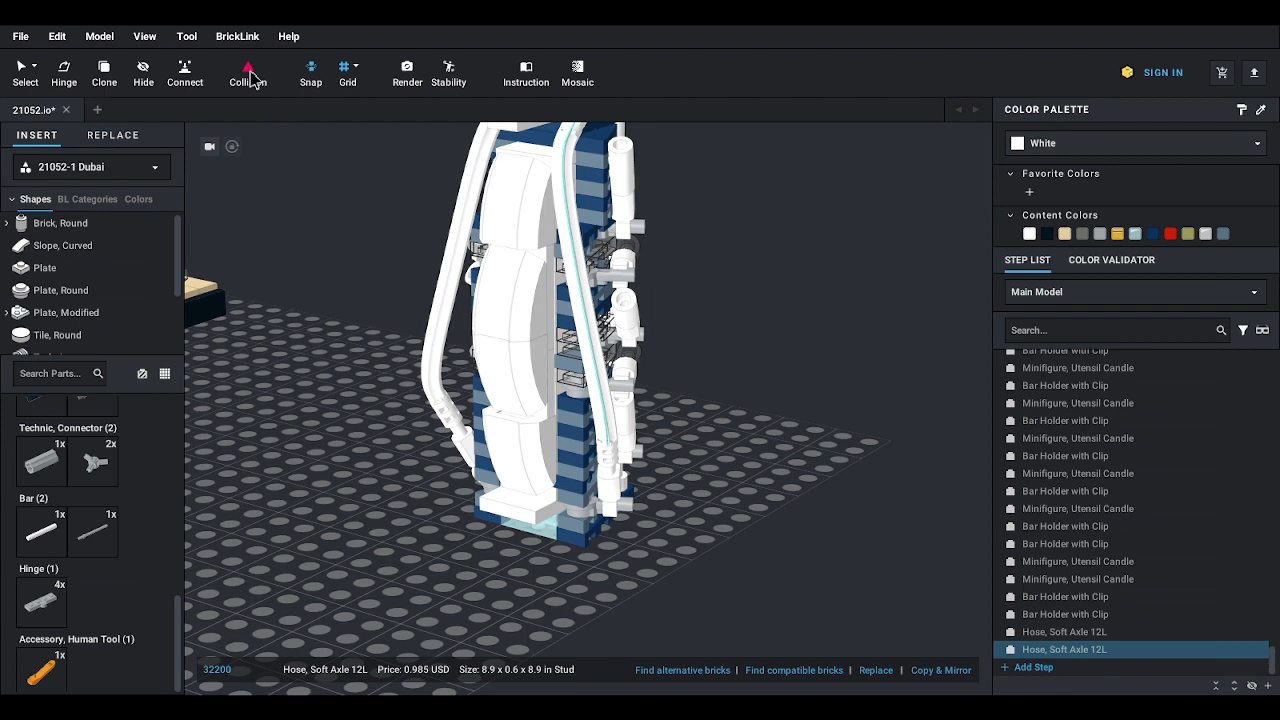 File Edit Model View Tool BrickLink Help
Select Hinge Clone Hide Connect Snap Grid Render Stability Instruction Mosaic SIGN IN
21052.io*
INSERT REPLACE
21052-1 Dubai
Shapes BL Categories Colors
Brick, Round
Slope, Curved
Plate
Plate, Round
Plate, Modified
Tile, Round
Search Parts...
Technic, Connector (2)
1x 2x
Bar (2)
1x 1x
Hinge (1)
4x
Accessory, Human Tool (1)
1x
32200 Hose, Soft Axle 12L Price: 0.985 USD Size: 8.9 x 0.6 x 8.9 in Stud
Find alternative bricks | Find compatible bricks | Replace | Copy & Mirror
COLOR PALETTE
White
Favorite Colors
Content Colors
STEP LIST COLOR VALIDATOR
Main Model
Search...
Bar Holder with Clip
Minifigure, Utensil Candle
Bar Holder with Clip
Minifigure, Utensil Candle
Bar Holder with Clip
Minifigure, Utensil Candle
Bar Holder with Clip
Minifigure, Utensil Candle
Bar Holder with Clip
Minifigure, Utensil Candle
Bar Holder with Clip
Bar Holder with Clip
Minifigure, Utensil Candle
Minifigure, Utensil Candle
Bar Holder with Clip
Bar Holder with Clip
Hose, Soft Axle 12L
Hose, Soft Axle 12L
+ Add Step